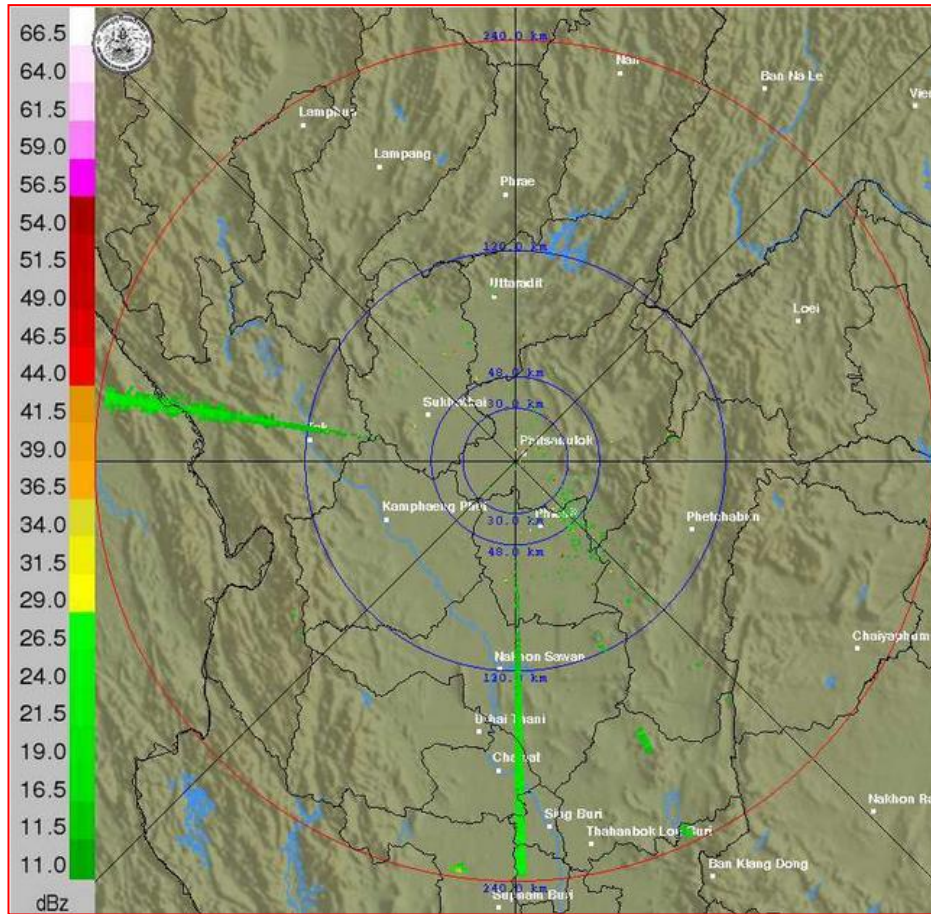 66.5
64.0
61.5
59.0
56.5
54.0
51.5
49.0
46.5
44.0
41.5
39.0
36.5
34.0
31.5
29.0
26.5
24.0
21.5
19.0
16.5
11.5
11.0
dBz
240.0 km
Nan
Ban Na Le
Lamphun
Lampang
Phrae
120.0 km
Uttaradit
Loei
48.0 km
Sukhothai
30.0 km
Tak
Phitsanulok
Kamphaeng Phet
30.0 km
Phichit
48.0 km
Phetchabun
Chaiyaphum
Nakhon Sawan
120.0 km
Uthai Thani
Chainat
Sing Buri
Thahanbok Lop Buri
Nakhon Ra
Ban Klang Dong
240.0 km
Suphan Buri